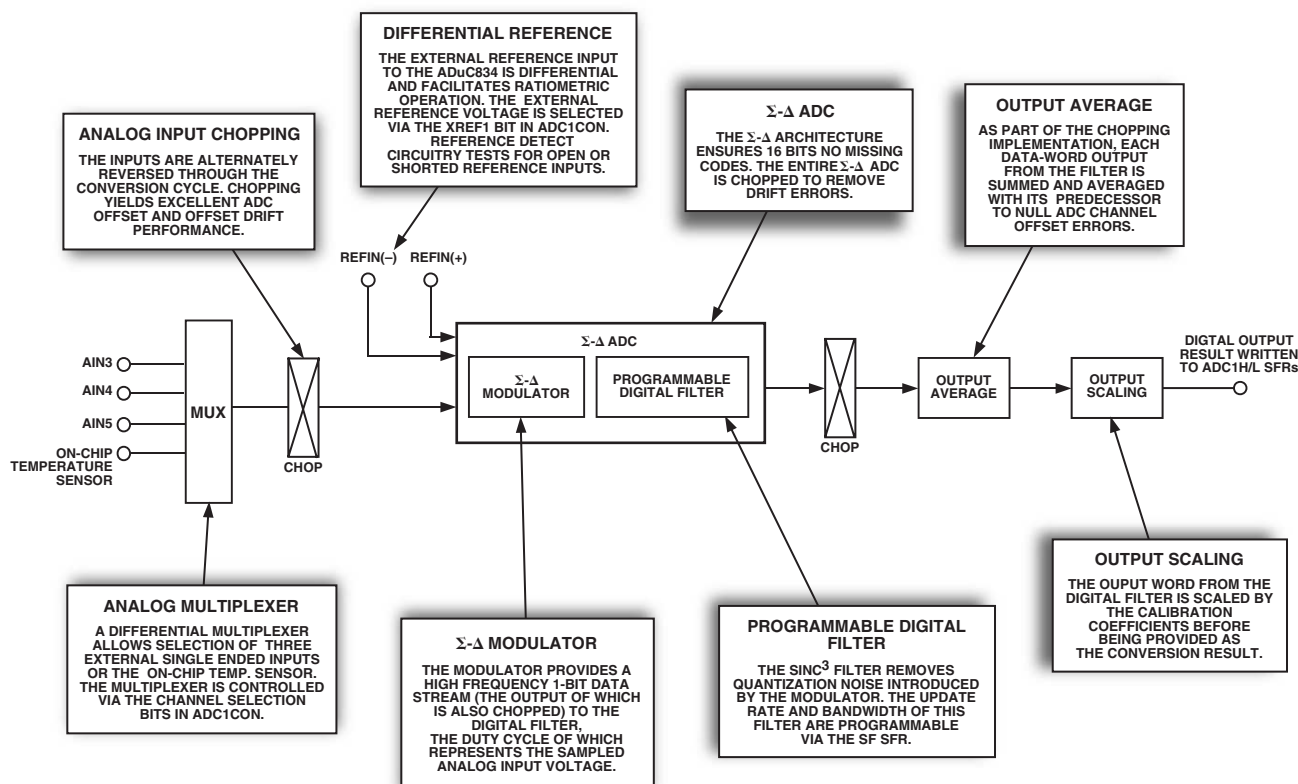 DIFFERENTIAL REFERENCE
THE EXTERNAL REFERENCE INPUT
TO THE ADuC834 IS DIFFERENTIAL
AND FACILITATES RATIOMETRIC
OPERATION. THE EXTERNAL
REFERENCE VOLTAGE IS SELECTED
VIA THE XREF1 BIT IN ADC1CON.
REFERENCE DETECT
CIRCUITRY TESTS FOR OPEN OR
SHORTED REFERENCE INPUTS.
ANALOG INPUT CHOPPING
THE INPUTS ARE ALTERNATELY
REVERSED THROUGH THE
CONVERSION CYCLE. CHOPPING
YIELDS EXCELLENT ADC
OFFSET AND OFFSET DRIFT
PERFORMANCE.
Σ-Δ ADC
THE Σ-Δ ARCHITECTURE
ENSURES 16 BITS NO MISSING
CODES. THE ENTIRE Σ-Δ ADC
IS CHOPPED TO REMOVE
DRIFT ERRORS.
OUTPUT AVERAGE
AS PART OF THE CHOPPING
IMPLEMENTATION, EACH
DATA-WORD OUTPUT
FROM THE FILTER IS
SUMMED AND AVERAGED
WITH ITS PREDECESSOR
TO NULL ADC CHANNEL
OFFSET ERRORS.
REFIN(–) REFIN(+)
AIN3
AIN4
AIN5
ON-CHIP
TEMPERATURE
SENSOR
MUX
CHOP
Σ-Δ ADC
Σ-Δ
MODULATOR
PROGRAMMABLE
DIGITAL FILTER
CHOP
OUTPUT
AVERAGE
OUTPUT
SCALING
DIGTAL OUTPUT
RESULT WRITTEN
TO ADC1H/L SFRs
ANALOG MULTIPLEXER
A DIFFERENTIAL MULTIPLEXER
ALLOWS SELECTION OF THREE
EXTERNAL SINGLE ENDED INPUTS
OR THE ON-CHIP TEMP. SENSOR.
THE MULTIPLEXER IS CONTROLLED
VIA THE CHANNEL SELECTION
BITS IN ADC1CON.
Σ-Δ MODULATOR
THE MODULATOR PROVIDES A
HIGH FREQUENCY 1-BIT DATA
STREAM (THE OUTPUT OF WHICH
IS ALSO CHOPPED) TO THE
DIGITAL FILTER,
THE DUTY CYCLE OF WHICH
REPRESENTS THE SAMPLED
ANALOG INPUT VOLTAGE.
PROGRAMMABLE DIGITAL
FILTER
THE SINC³ FILTER REMOVES
QUANTIZATION NOISE INTRODUCED
BY THE MODULATOR. THE UPDATE
RATE AND BANDWIDTH OF THIS
FILTER ARE PROGRAMMABLE
VIA THE SF SFR.
OUTPUT SCALING
THE OUPUT WORD FROM THE
DIGITAL FILTER IS SCALED BY
THE CALIBRATION
COEFFICIENTS BEFORE
BEING PROVIDED AS
THE CONVERSION RESULT.